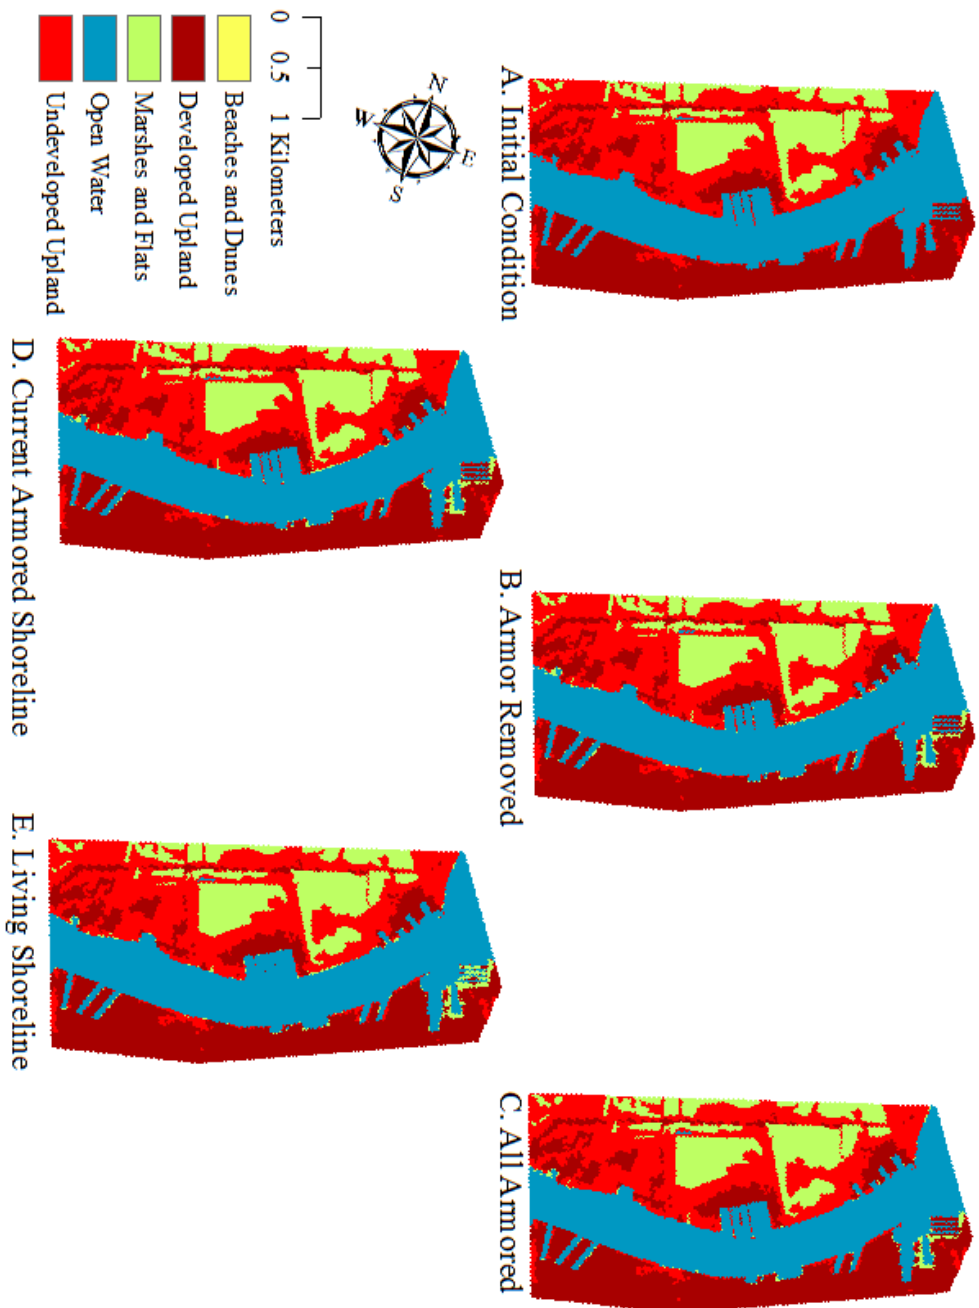 A. Initial Condition
B. Armor Removed
C. All Armored
N
E
S
W
0 0.5 1 Kilometers
Beaches and Dunes
Developed Upland
Marshes and Flats
Open Water
Undeveloped Upland
D. Current Armored Shoreline
E. Living Shoreline